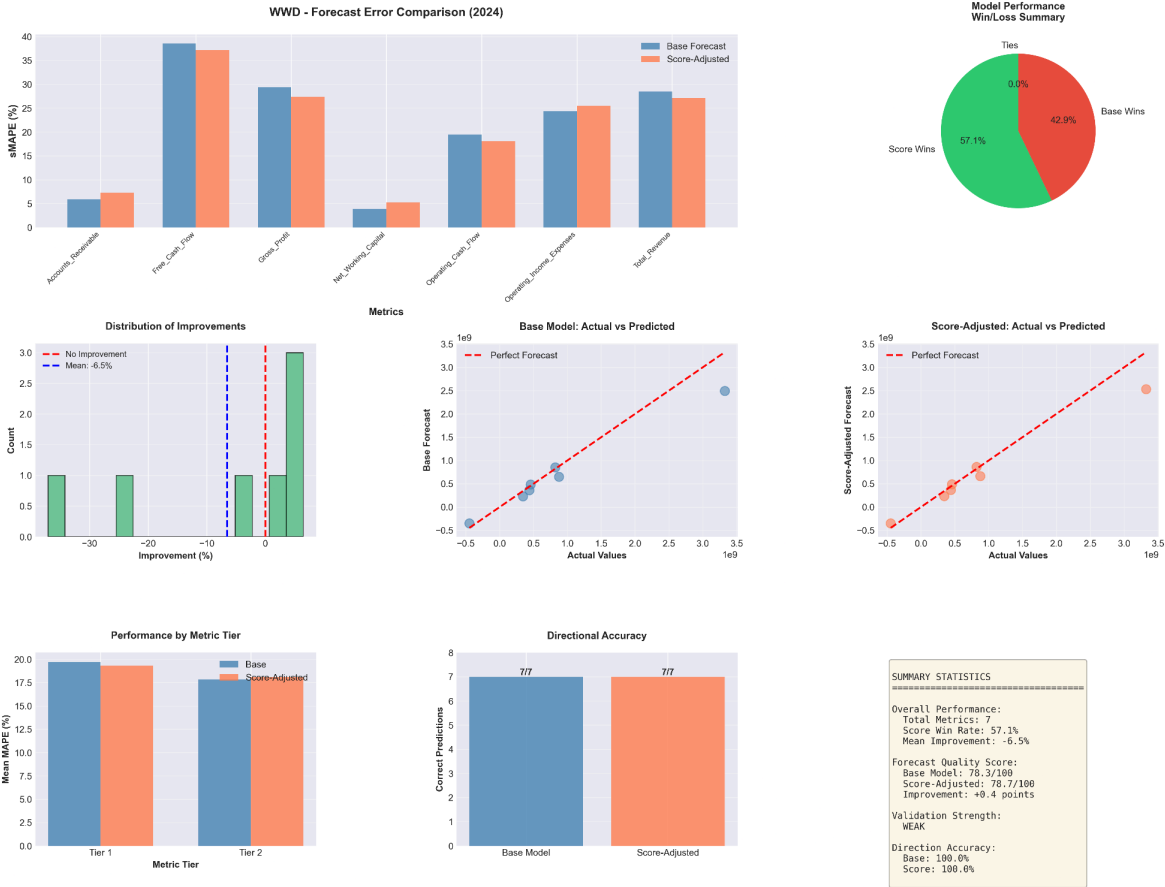 WWD - Forecast Error Comparison (2024)
sMAPE (%)
40
35
30
25
20
15
10
5
0
Base Forecast
Score-Adjusted
Accounts_Receivable
Free_Cash_Flow
Gross_Profit
Net_Working_Capital
Operating_Cash_Flow
Operating_Income_Expenses
Total_Revenue
Metrics
Model Performance
Win/Loss Summary
Ties
0.0%
Base Wins
42.9%
57.1%
Score Wins
Distribution of Improvements
Count
3.0
2.5
2.0
1.5
1.0
0.5
0.0
No Improvement
Mean: -6.5%
−30
−20
−10
0
Improvement (%)
Base Model: Actual vs Predicted
1e9
Base Forecast
3.5
3.0
2.5
2.0
1.5
1.0
0.5
0.0
−0.5
Perfect Forecast
−0.5
0.0
0.5
1.0
1.5
2.0
2.5
3.0
3.5
Actual Values
1e9
Score-Adjusted: Actual vs Predicted
1e9
Score-Adjusted Forecast
3.5
3.0
2.5
2.0
1.5
1.0
0.5
0.0
−0.5
Perfect Forecast
−0.5
0.0
0.5
1.0
1.5
2.0
2.5
3.0
3.5
Actual Values
1e9
Performance by Metric Tier
Mean MAPE (%)
20.0
17.5
15.0
12.5
10.0
7.5
5.0
2.5
0.0
Base
Score-Adjusted
Tier 1
Tier 2
Metric Tier
Directional Accuracy
Correct Predictions
8
7
6
5
4
3
2
1
0
7/7
7/7
Base Model
Score-Adjusted
SUMMARY STATISTICS
===================================
Overall Performance:
Total Metrics: 7
Score Win Rate: 57.1%
Mean Improvement: -6.5%
Forecast Quality Score:
Base Model: 78.3/100
Score-Adjusted: 78.7/100
Improvement: +0.4 points
Validation Strength:
WEAK
Direction Accuracy:
Base: 100.0%
Score: 100.0%